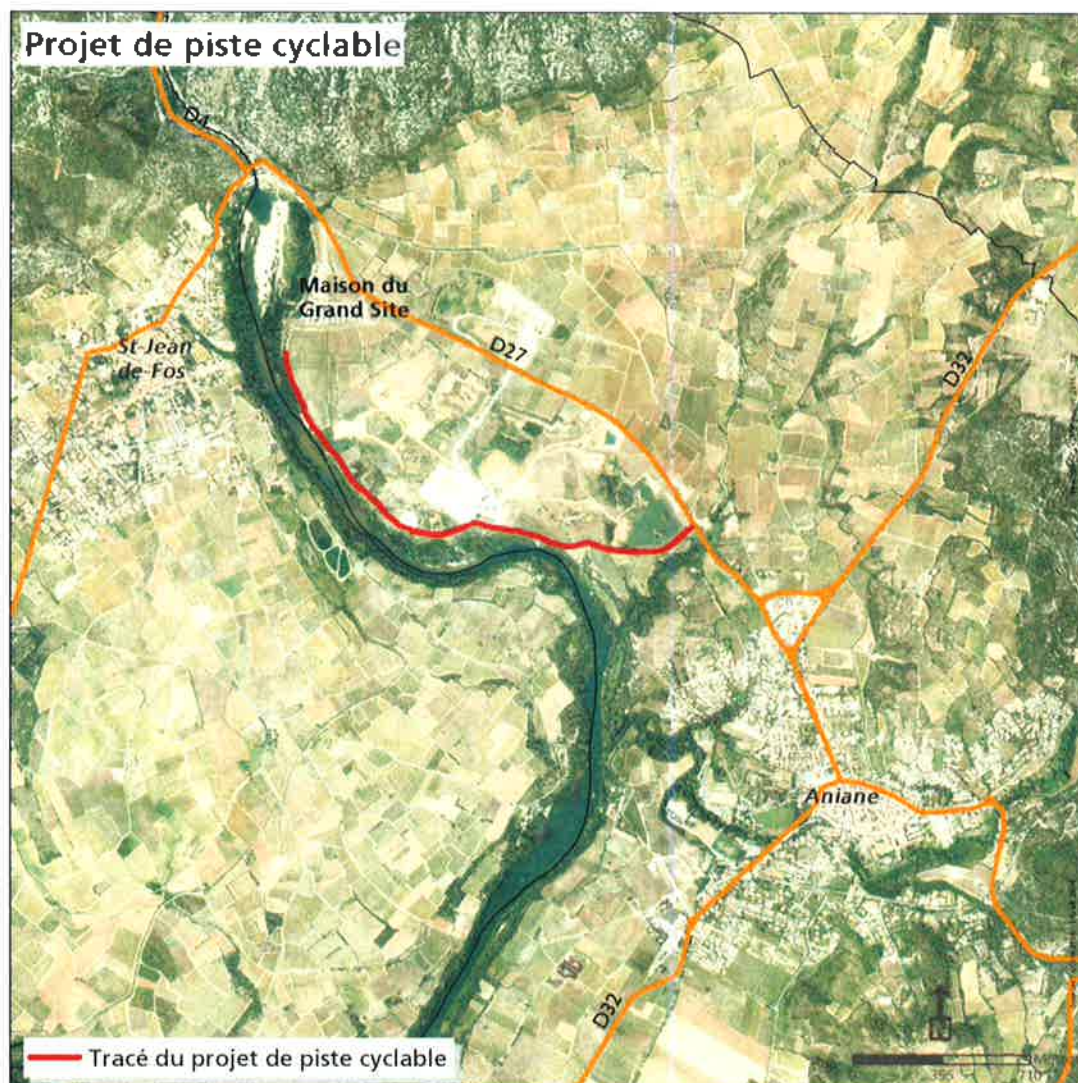 Projet de piste cyclable
D4
Maison du
Grand Site
St-Jean
de-Fos
D27
D32
Aniane
D32
Tracé du projet de piste cyclable
N